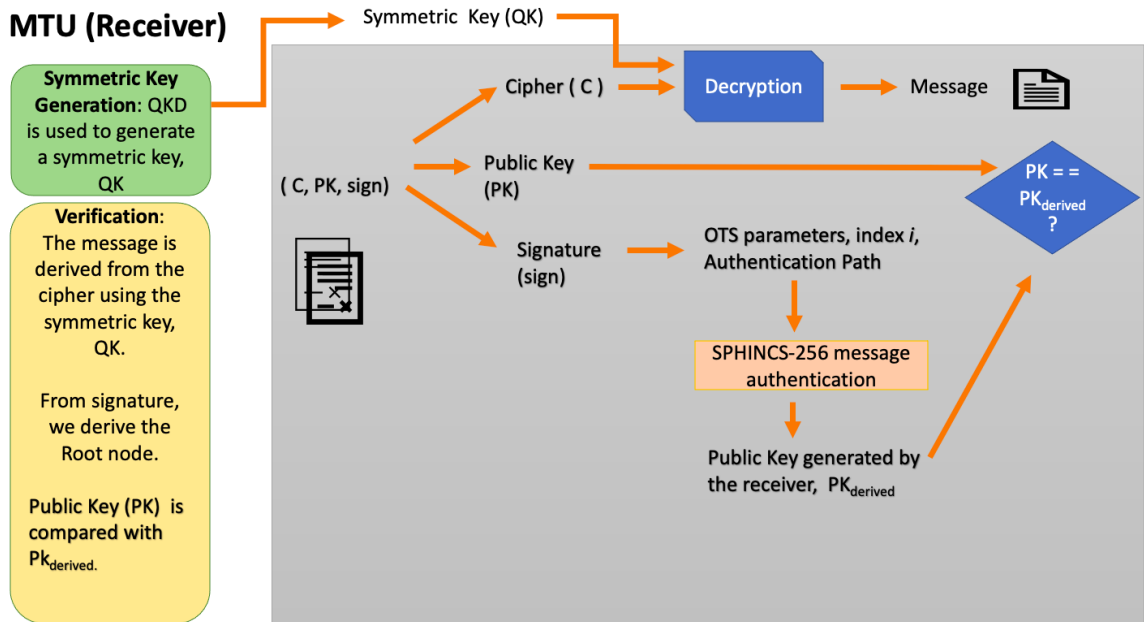 MTU (Receiver)
Symmetric Key (QK)
Symmetric Key
Generation: QKD
is used to generate
a symmetric key,
QK
Verification:
The message is
derived from the
cipher using the
symmetric key,
QK.
From signature,
we derive the
Root node.
Public Key (PK) is
compared with
Pkderived.
( C, PK, sign)
Cipher ( C )
Decryption
Message
Public Key
(PK)
PK = =
PKderived
?
Signature
(sign)
OTS parameters, index i,
Authentication Path
SPHINCS-256 message
authentication
Public Key generated by
the receiver, PKderived